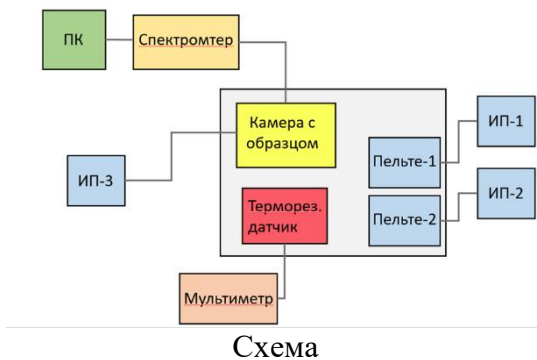 ПК
Спектромтер
Камера с
образцом
ИП-1
Пельте-1
ИП-3
ИП-2
Терморез.
датчик
Пельте-2
Мультиметр
Схема